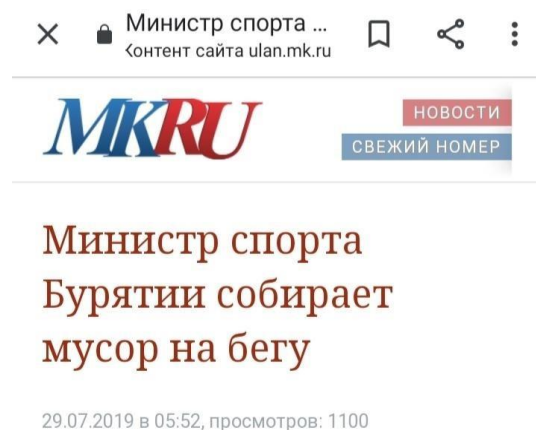 Министр спорта ...
Контент сайта ulan.mk.ru
MKRU
НОВОСТИ
СВЕЖИЙ НОМЕР
Министр спорта
Бурятии собирает
мусор на бегу
29.07.2019 в 05:52, просмотров: 1100